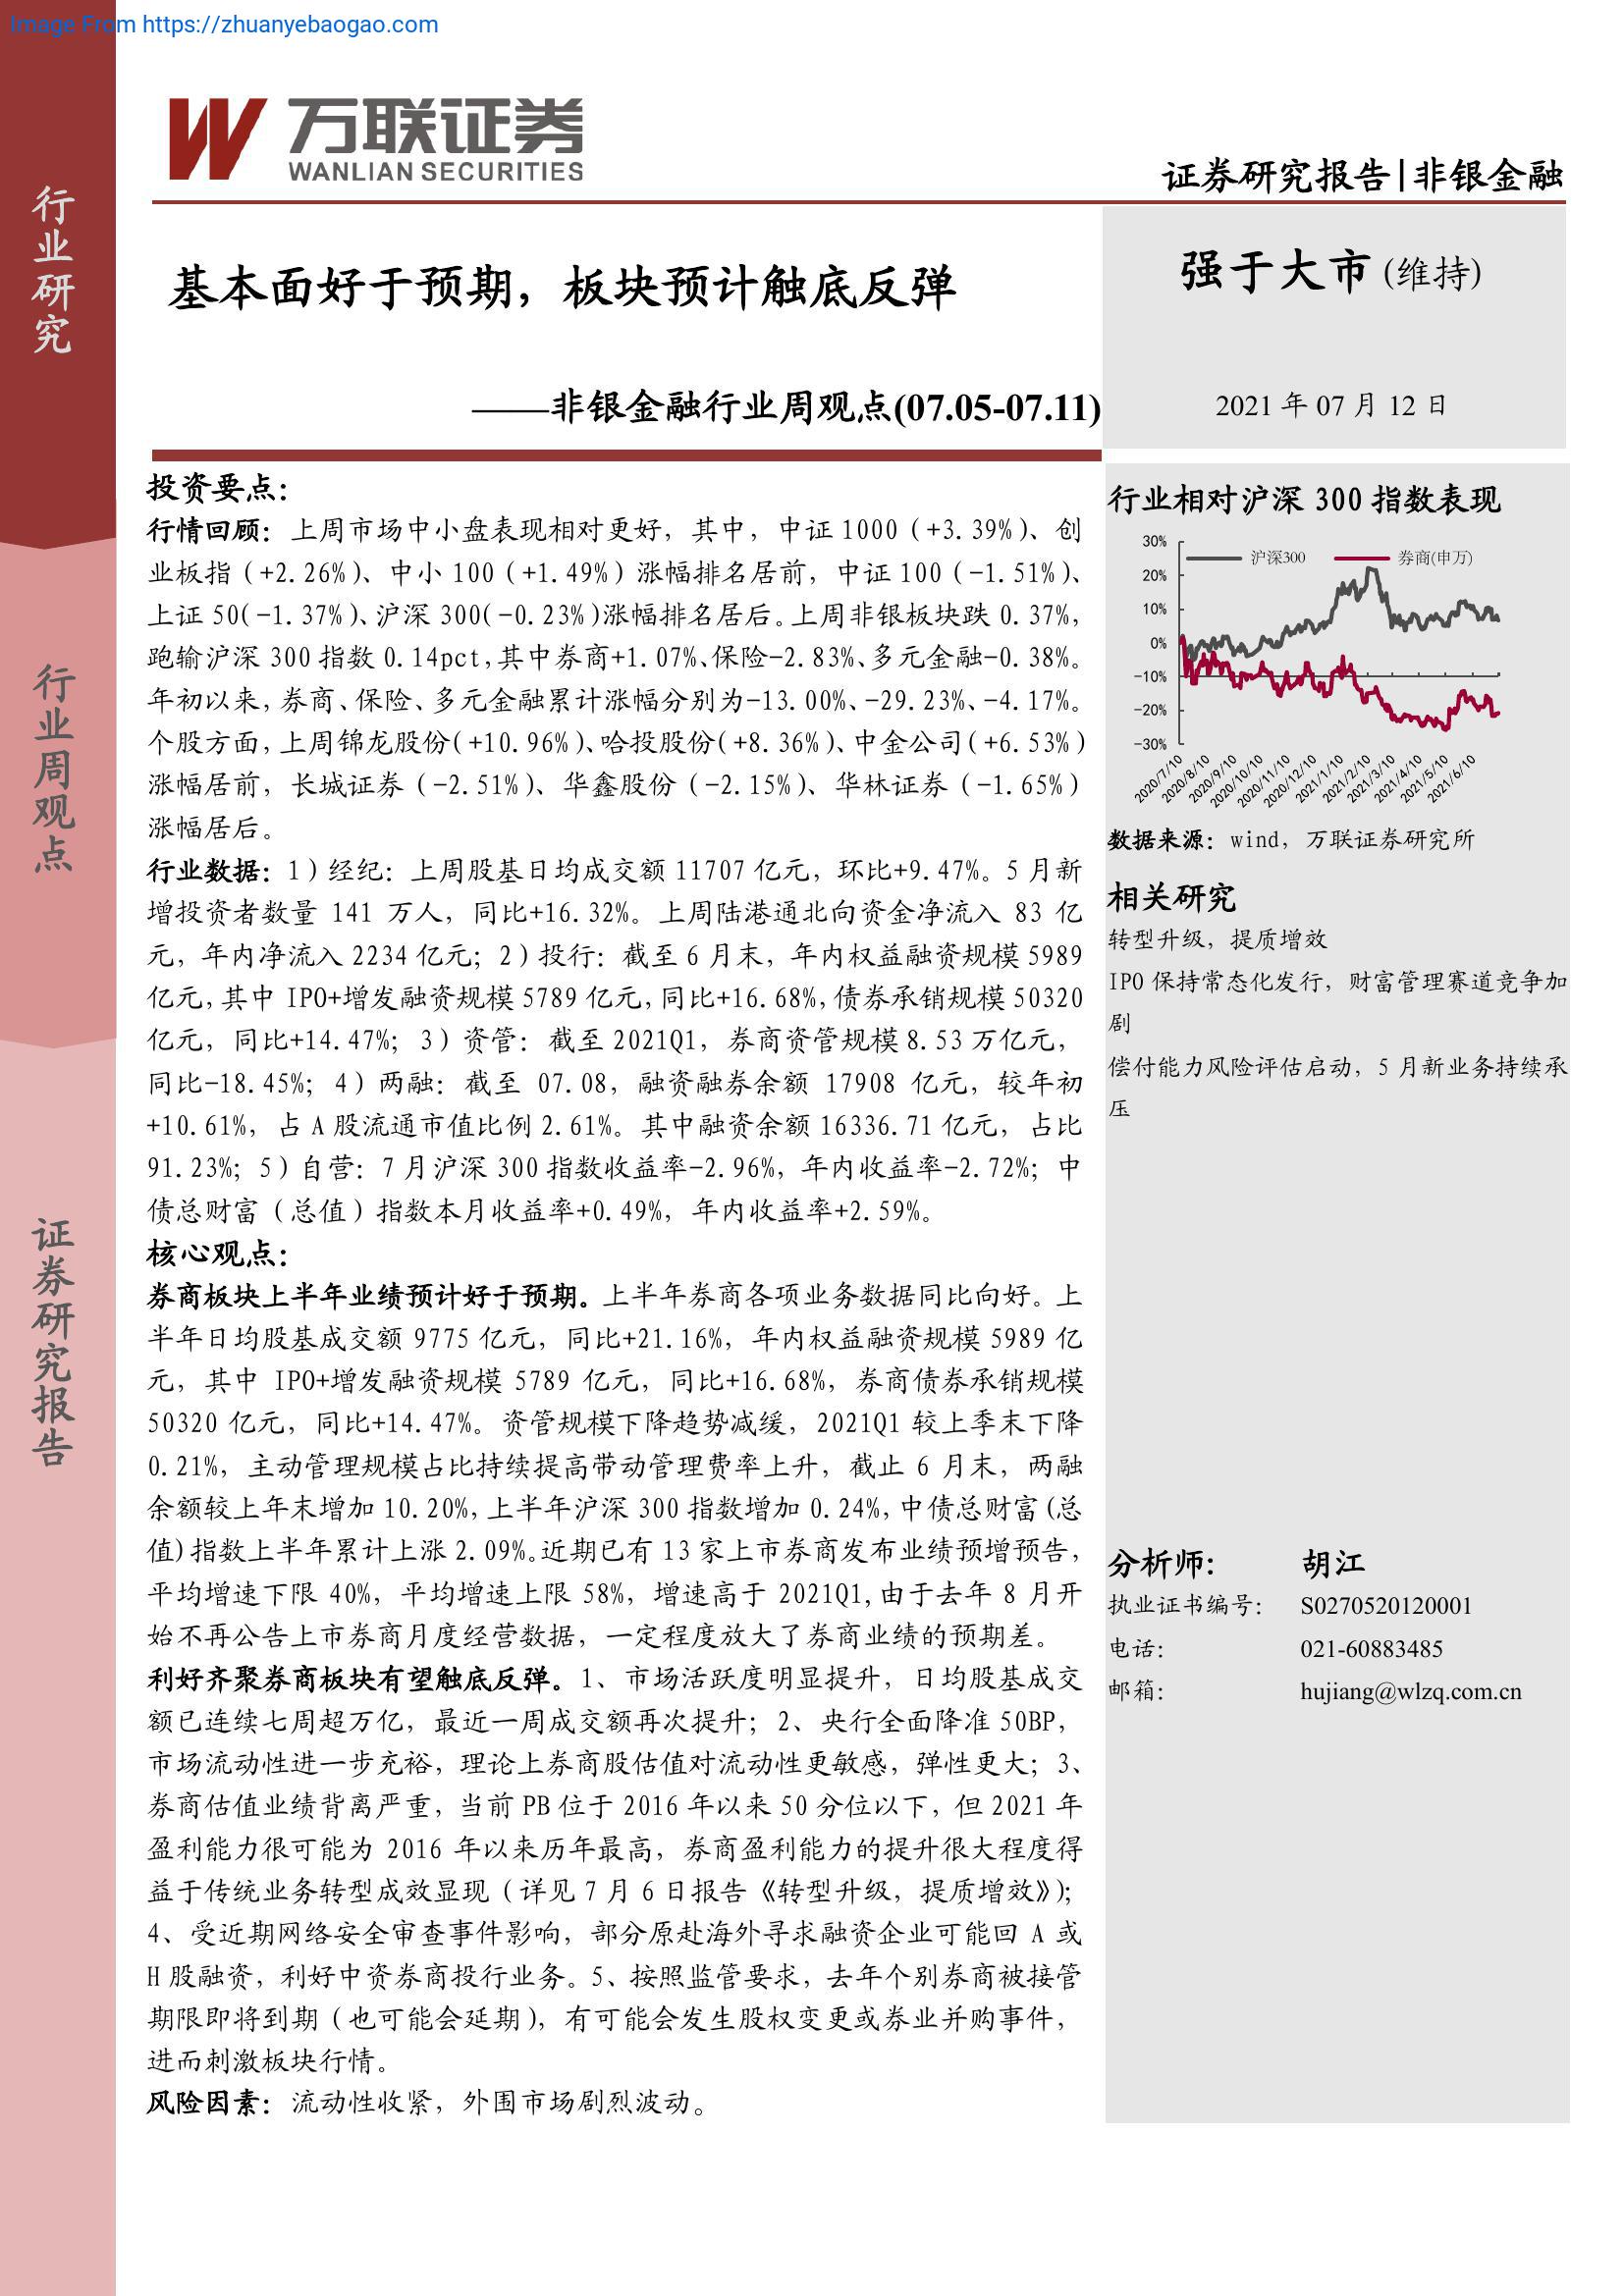 Image From https://zhuanyebaogao.com
万联证券
WANLIAN SECURITIES
证券研究报告|非银金融
行业研究
行业周观点
证券研究报告
基本面好于预期，板块预计触底反弹
——非银金融行业周观点(07.05-07.11)
强于大市(维持)
2021 年 07 月 12 日
投资要点：
行情回顾：上周市场中小盘表现相对更好，其中，中证 1000（+3.39%）、创
业板指（+2.26%）、中小 100（+1.49%）涨幅排名居前，中证 100（-1.51%）、
上证 50(-1.37%)、沪深 300(-0.23%)涨幅排名居后。上周非银板块跌 0.37%，
跑输沪深 300 指数 0.14pct,其中券商+1.07%、保险-2.83%、多元金融-0.38%。
年初以来,券商、保险、多元金融累计涨幅分别为-13.00%、-29.23%、-4.17%。
个股方面,上周锦龙股份(+10.96%)、哈投股份(+8.36%)、中金公司(+6.53%)
涨幅居前，长城证券（-2.51%）、华鑫股份（-2.15%）、华林证券（-1.65%）
涨幅居后。
行业数据：1）经纪：上周股基日均成交额 11707 亿元，环比+9.47%。5 月新
增投资者数量 141 万人，同比+16.32%。上周陆港通北向资金净流入 83 亿
元，年内净流入 2234 亿元；2）投行：截至 6 月末，年内权益融资规模 5989
亿元,其中 IPO+增发融资规模 5789 亿元,同比+16.68%,债券承销规模 50320
亿元，同比+14.47%；3）资管：截至 2021Q1，券商资管规模 8.53 万亿元，
同比-18.45%；4）两融：截至 07.08，融资融券余额 17908 亿元，较年初
+10.61%，占 A 股流通市值比例 2.61%。其中融资余额 16336.71 亿元，占比
91.23%；5）自营：7 月沪深 300 指数收益率-2.96%，年内收益率-2.72%；中
债总财富（总值）指数本月收益率+0.49%，年内收益率+2.59%。
核心观点：
券商板块上半年业绩预计好于预期。上半年券商各项业务数据同比向好。上
半年日均股基成交额 9775 亿元，同比+21.16%，年内权益融资规模 5989 亿
元，其中 IPO+增发融资规模 5789 亿元，同比+16.68%，券商债券承销规模
50320 亿元，同比+14.47%。资管规模下降趋势减缓，2021Q1 较上季末下降
0.21%，主动管理规模占比持续提高带动管理费率上升，截止 6 月末，两融
余额较上年末增加 10.20%,上半年沪深 300 指数增加 0.24%,中债总财富(总
值)指数上半年累计上涨 2.09%。近期已有 13 家上市券商发布业绩预增预告，
平均增速下限 40%，平均增速上限 58%，增速高于 2021Q1,由于去年 8 月开
始不再公告上市券商月度经营数据，一定程度放大了券商业绩的预期差。
利好齐聚券商板块有望触底反弹。1、市场活跃度明显提升，日均股基成交
额已连续七周超万亿，最近一周成交额再次提升；2、央行全面降准 50BP，
市场流动性进一步充裕，理论上券商股估值对流动性更敏感，弹性更大；3、
券商估值业绩背离严重，当前 PB 位于 2016 年以来 50 分位以下，但 2021 年
盈利能力很可能为 2016 年以来历年最高，券商盈利能力的提升很大程度得
益于传统业务转型成效显现（详见 7 月 6 日报告《转型升级，提质增效》）；
4、受近期网络安全审查事件影响，部分原赴海外寻求融资企业可能回 A 或
H 股融资，利好中资券商投行业务。5、按照监管要求，去年个别券商被接管
期限即将到期（也可能会延期），有可能会发生股权变更或券业并购事件，
进而刺激板块行情。
风险因素：流动性收紧，外围市场剧烈波动。
行业相对沪深 300 指数表现
沪深300
券商(申万)
30%
20%
10%
0%
-10%
-20%
-30%
2020/7/10
2020/8/10
2020/9/10
2020/10/10
2020/11/10
2020/12/10
2021/1/10
2021/2/10
2021/3/10
2021/4/10
2021/5/10
2021/6/10
数据来源：wind，万联证券研究所
相关研究
转型升级，提质增效
IPO 保持常态化发行，财富管理赛道竞争加
剧
偿付能力风险评估启动，5 月新业务持续承
压
分析师: 胡江
执业证书编号： S0270520120001
电话： 021-60883485
邮箱： hujiang@wlzq.com.cn